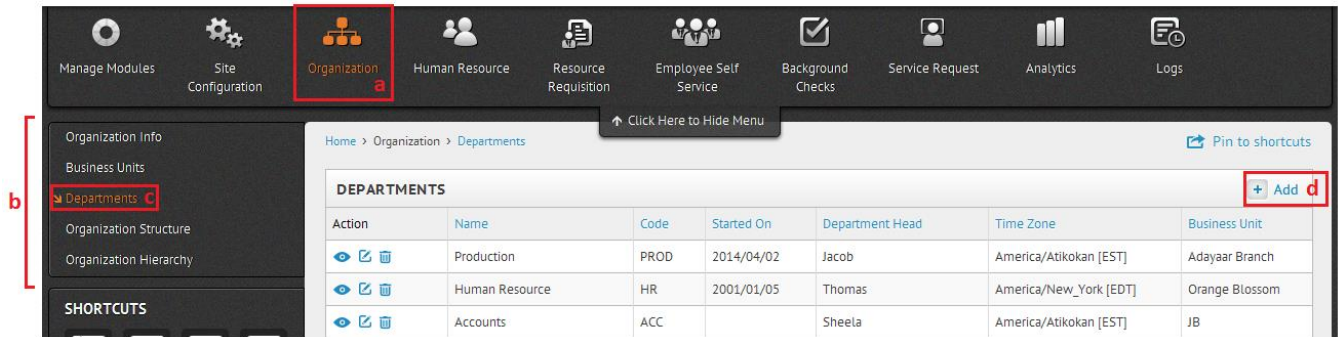 Manage Modules
Site
Configuration
Organization
a
Human Resource
Resource
Requisition
Employee Self
Service
Background
Checks
Service Request
Analytics
Logs
Click Here to Hide Menu
b
Organization Info
Business Units
Departments c
Organization Structure
Organization Hierarchy
SHORTCUTS
Home > Organization > Departments
Pin to shortcuts
DEPARTMENTS
+ Add d
Action Name Code Started On Department Head Time Zone Business Unit
Production PROD 2014/04/02 Jacob America/Atikokan [EST] Adayaar Branch
Human Resource HR 2001/01/05 Thomas America/New_York [EDT] Orange Blossom
Accounts ACC Sheela America/Atikokan [EST] JB